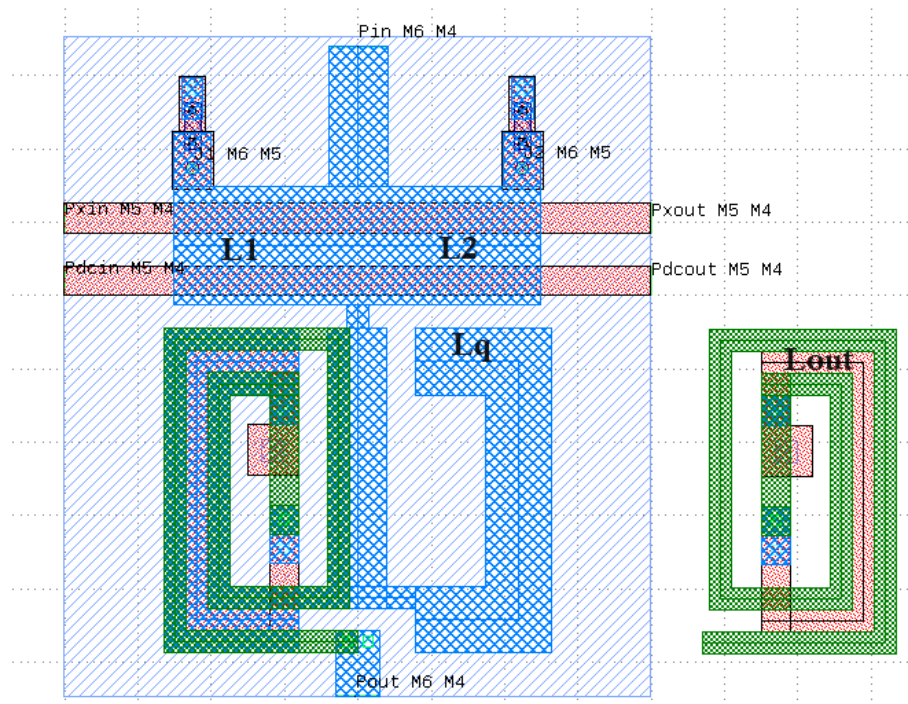 Pin M6 M4
J1 M6 M5
J2 M6 M5
Pxin M5 M4
Pxout M5 M4
L1
L2
Pdcin M5 M4
Pdcout M5 M4
Lq
Lout
Pout M6 M4